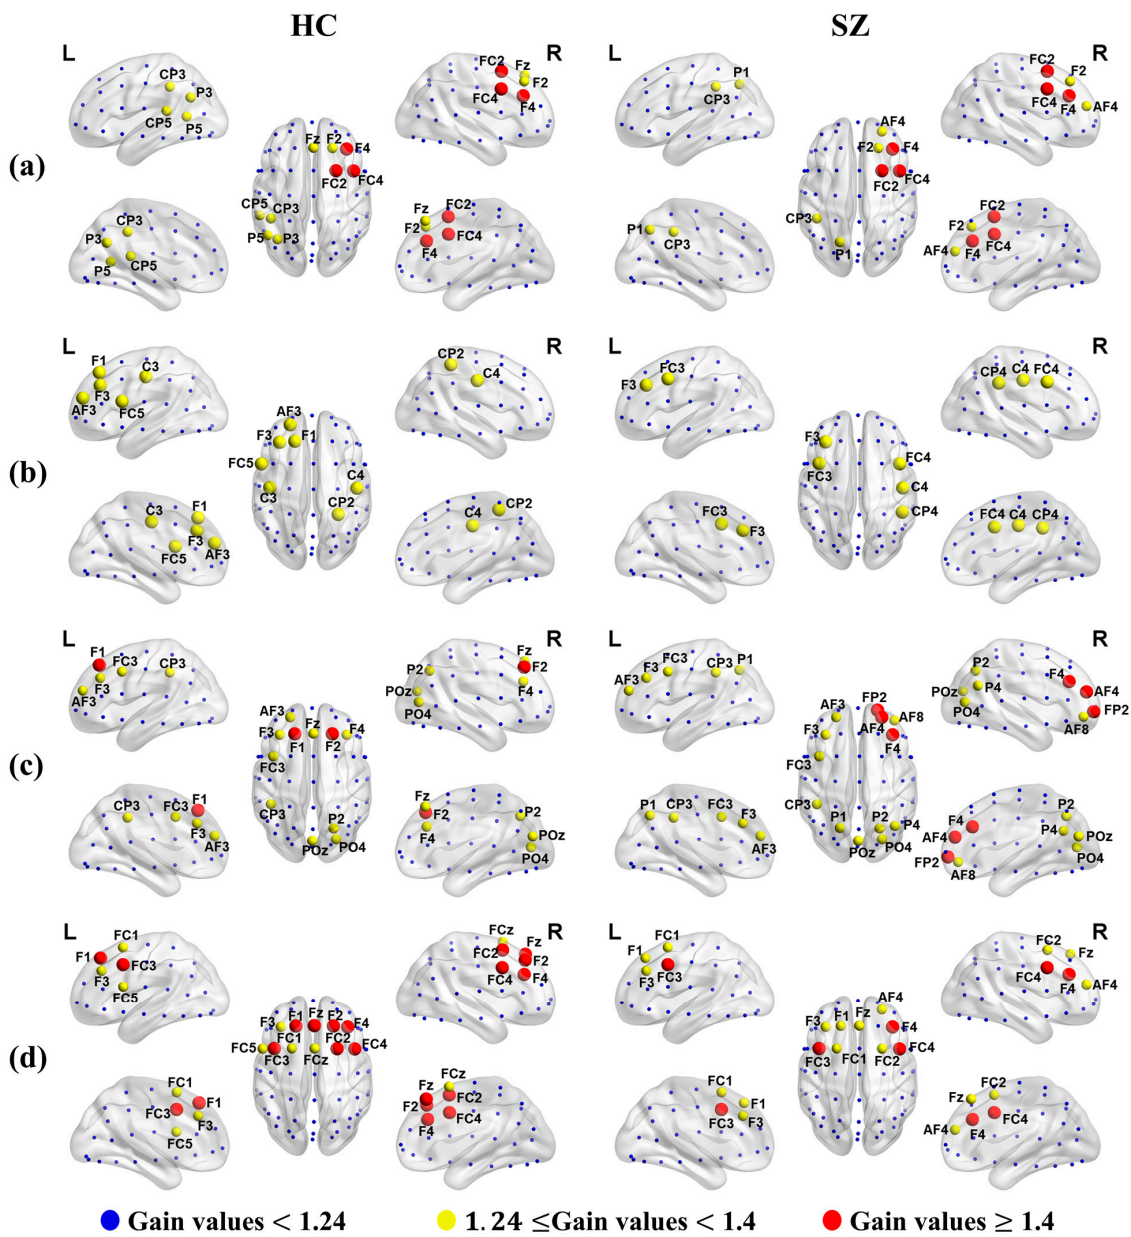 HC SZ
L R L R
(a)
CP3
P3
CP5
P5
FC2 Fz
F2
FC4
F4
Fz F2 F4
FC2 FC4
CP5 CP3
P5 P3
CP3
P3
P5 CP5
Fz FC2
F2 FC4
F4
P1
CP3
FC2 F2
FC4 F4 AF4
AF4
F2 F4
FC2 FC4
CP3
P1
P1 CP3
FC2
F2 FC4
AF4 F4
L R L R
(b)
F1 C3
F3
AF3 FC5
CP2 C4
AF3
F3 F1
FC5 C4
C3 CP2
C3 F1
F3
FC5 AF3
C4 CP2
FC3
F3
CP4 C4 FC4
F3
FC3 FC4
C4
CP4
FC3
F3
FC4 C4 CP4
L R L R
(c)
F1 FC3 CP3
F3
AF3
Fz
P2 F2
POz F4
PO4
AF3 Fz
F3 F1 F2 F4
FC3
CP3 P2
POz PO4
CP3 FC3 F1
F3
AF3
Fz P2
F2
F4 POz
PO4
F3 FC3 CP3 P1
AF3
P2 F4
POz P4 AF4
PO4 FP2
AF8
AF3 FP2 AF8
F3 AF4 F4
FC3
CP3
P1 P2 P4
POz PO4
P1 CP3 FC3 F3
AF3
F4 P2
AF4 P4 POz
FP2 AF8 PO4
L R L R
(d)
FC1
F1 FC3
F3
FC5
FCz Fz
FC2 F2
FC4 F4
F3 F1 Fz F2 F4
FC5 FC1 FC2 FC4
FC3 FCz
FC1
FC3 F1
F3
FC5
Fz FCz
F2 FC2
FC4
F4
FC1
F1
F3 FC3
FC2 Fz
FC4 F4 AF4
AF4
F3 F1 Fz F4
FC3 FC1 FC2 FC4
FC1
F1
FC3 F3
FC2
Fz
FC4
AF4 F4
Gain values < 1.24 1.24 ≤Gain values < 1.4 Gain values ≥ 1.4